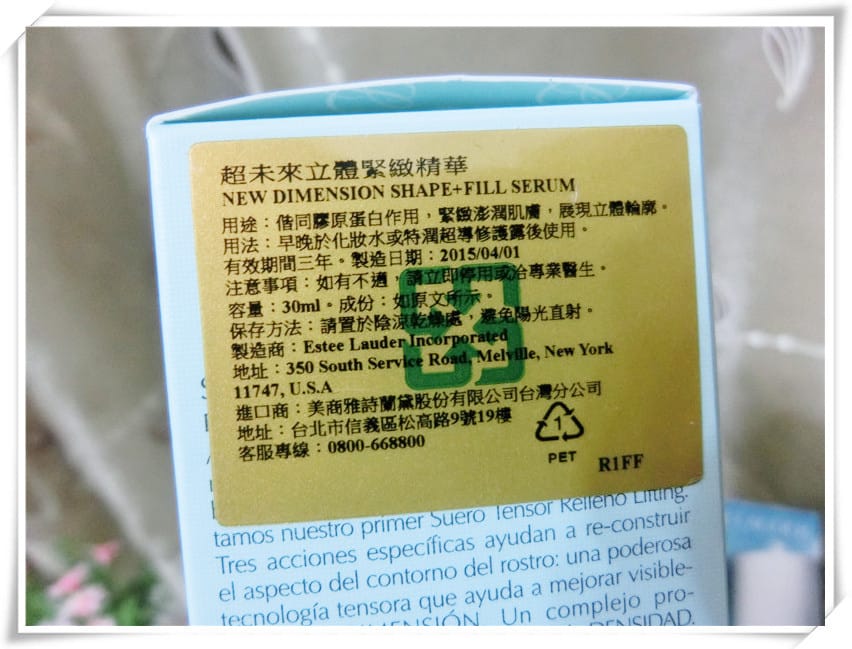 超未來立體緊緻精華
NEW DIMENSION SHAPE+FILL SERUM
用途：偕同膠原蛋白作用，緊緻澎潤肌膚，展現立體輪廓。
用法：早晚於化妝水或特潤超導修護露後使用。
有效期間三年。製造日期：2015/04/01
注意事項：如有不適，請立即停用或洽專業醫生。
容量：30ml。成份：如原文所示。
保存方法：請置於陰涼乾燥處，避免陽光直射。
製造商：Estee Lauder Incorporated
地址：350 South Service Road, Melville, New York
11747, U.S.A
進口商：美商雅詩蘭黛股份有限公司台灣分公司
地址：台北市信義區松高路9號19樓
客服專線：0800-668800
1
PET
R1FF
tamos nuestro primer Suero Tensor Relleno Lifting.
Tres acciones específicas ayudan a re-construir
el aspecto del contorno del rostro: una poderosa
tecnología tensora que ayuda a mejorar visible-
DIMENSIÓN. Un complejo pro-
DENSIDAD.